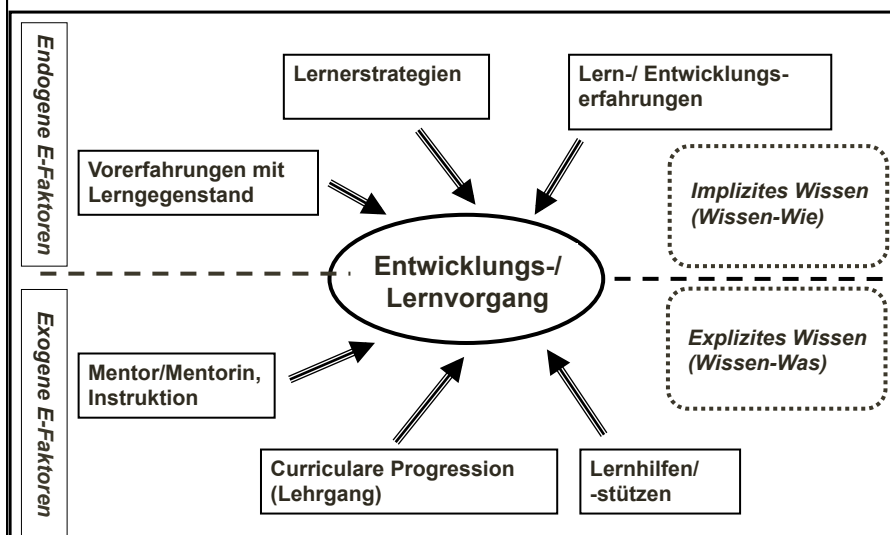 Endogene E-Faktoren
Lernerstrategien
Lern-/ Entwicklungs-
erfahrungen
Vorerfahrungen mit
Lerngegenstand
Implizites Wissen
(Wissen-Wie)
Entwicklungs-/
Lernvorgang
Exogene E-Faktoren
Explizites Wissen
(Wissen-Was)
Mentor/Mentorin,
Instruktion
Curriculare Progression
(Lehrgang)
Lernhilfen/
-stützen